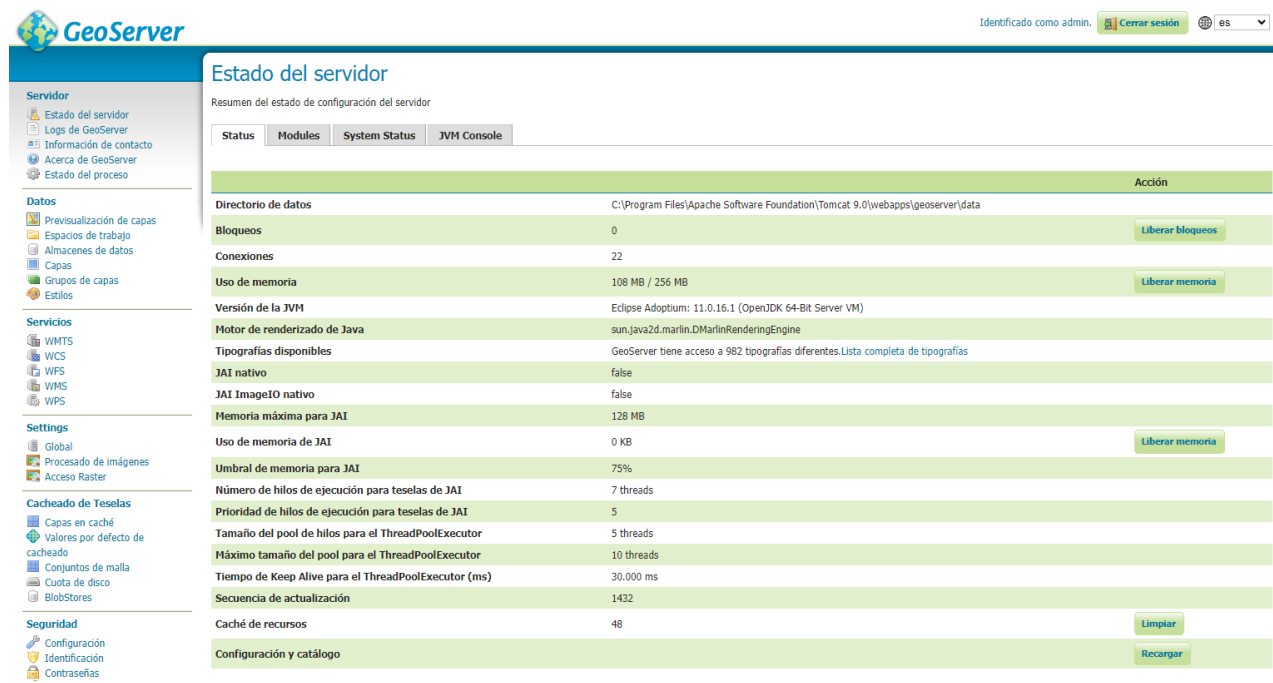 GeoServer
Identificado como admin.
Cerrar sesión
es
Servidor
Estado del servidor
Logs de GeoServer
Información de contacto
Acerca de GeoServer
Estado del proceso
Datos
Previsualización de capas
Espacios de trabajo
Almacenes de datos
Capas
Grupos de capas
Estilos
Servicios
WMTS
WCS
WFS
WMS
WPS
Settings
Global
Procesado de imágenes
Acceso Raster
Cacheado de Teselas
Capas en caché
Valores por defecto de
cacheado
Conjuntos de malla
Cuota de disco
BlobStores
Seguridad
Configuración
Identificación
Contraseñas
Estado del servidor
Resumen del estado de configuración del servidor
Status Modules System Status JVM Console
Acción
Directorio de datos C:\Program Files\Apache Software Foundation\Tomcat 9.0\webapps\geoserver\data
Bloqueos 0 Liberar bloqueos
Conexiones 22
Uso de memoria 108 MB / 256 MB Liberar memoria
Versión de la JVM Eclipse Adoptium: 11.0.16.1 (OpenJDK 64-Bit Server VM)
Motor de renderizado de Java sun.java2d.marlin.DMarlinRenderingEngine
Tipografías disponibles GeoServer tiene acceso a 982 tipografías diferentes.Lista completa de tipografías
JAI nativo false
JAI ImageIO nativo false
Memoria máxima para JAI 128 MB
Uso de memoria de JAI 0 KB Liberar memoria
Umbral de memoria para JAI 75%
Número de hilos de ejecución para teselas de JAI 7 threads
Prioridad de hilos de ejecución para teselas de JAI 5
Tamaño del pool de hilos para el ThreadPoolExecutor 5 threads
Máximo tamaño del pool para el ThreadPoolExecutor 10 threads
Tiempo de Keep Alive para el ThreadPoolExecutor (ms) 30.000 ms
Secuencia de actualización 1432
Caché de recursos 48 Limpiar
Configuración y catálogo Recargar